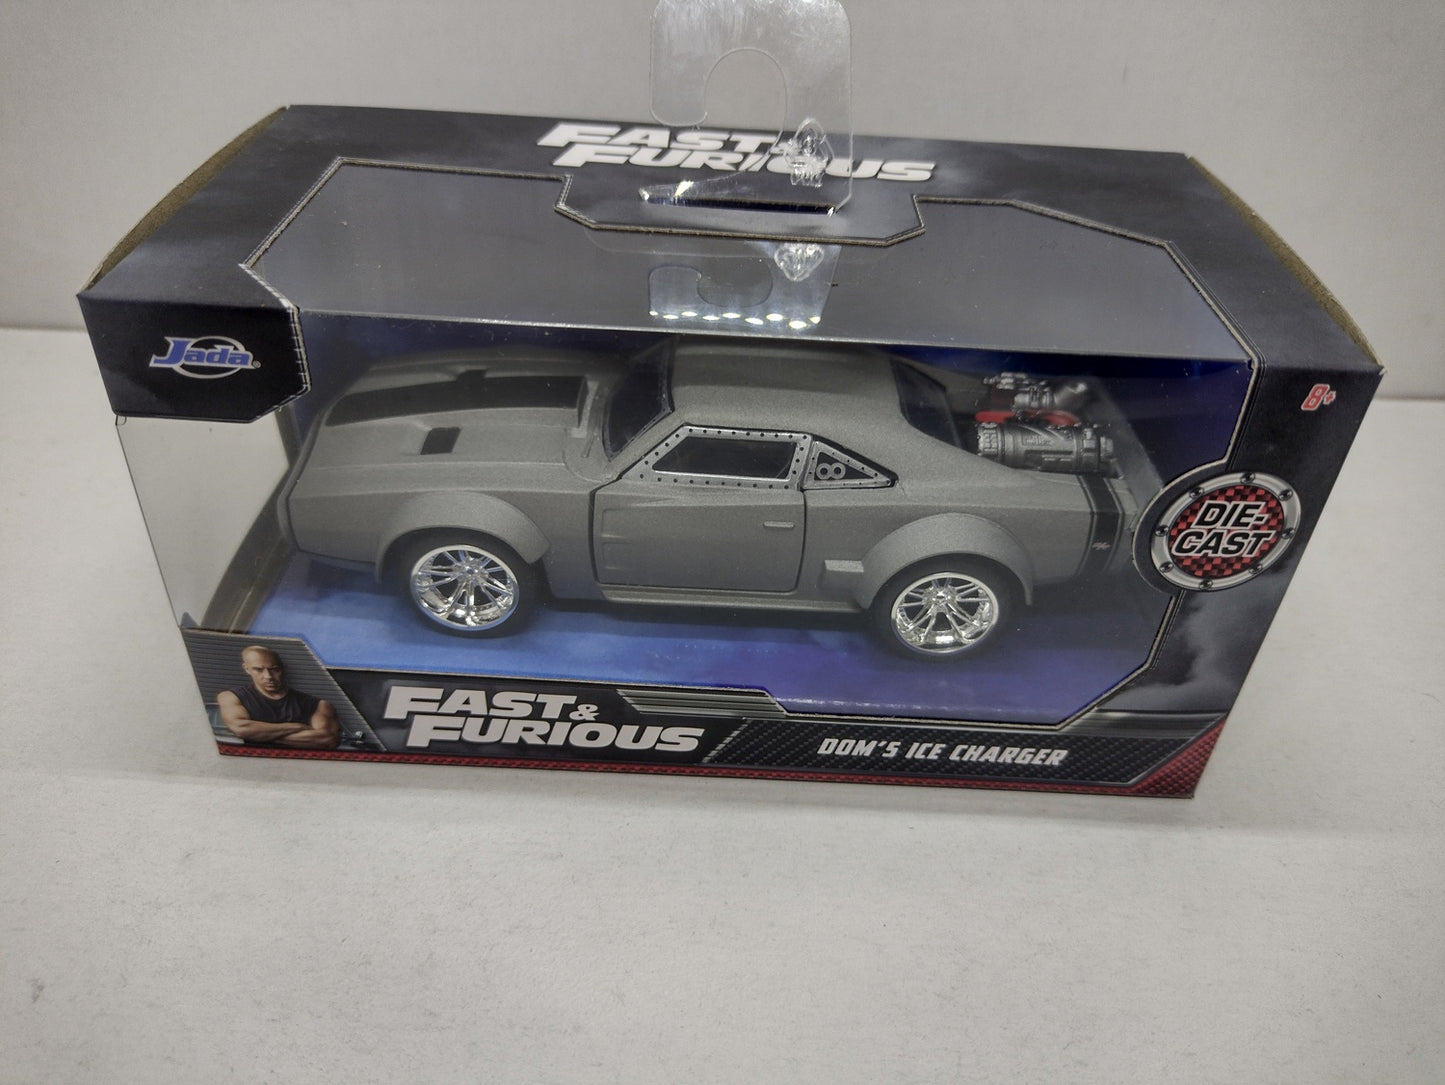 FAST &
FURIOUS
Jada
8+
DIE-
CAST
FAST &
FURIOUS
DOM'S ICE CHARGER